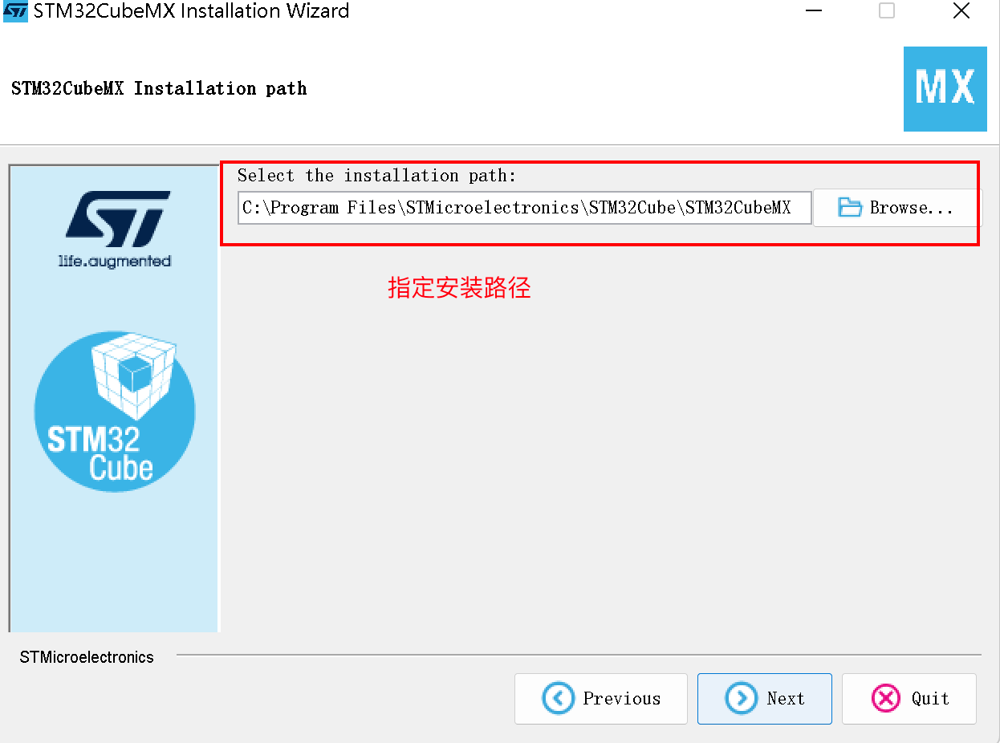 STM32CubeMX Installation Wizard
STM32CubeMX Installation path
MX
Select the installation path:
C:\Program Files\STMicroelectronics\STM32Cube\STM32CubeMX
Browse...
指定安装路径
ST
life.augmented
STM32
Cube
STMicroelectronics
Previous
Next
Quit